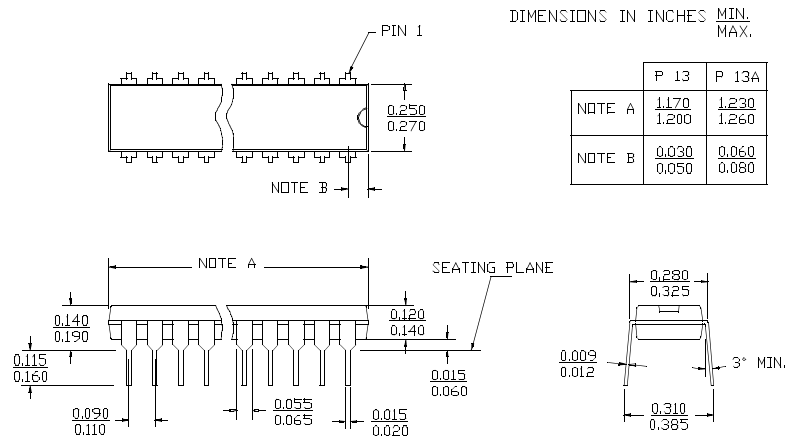 DIMENSIONS IN INCHES MIN.
MAX.
PIN 1
P 13 P 13A
NOTE A 1.170 1.230
1.200 1.260
NOTE B 0.030 0.060
0.050 0.080
0.250
0.270
NOTE B
NOTE A
SEATING PLANE
0.280
0.325
0.140
0.190
0.120
0.140
0.115
0.160
0.009
0.012
3° MIN.
0.015
0.060
0.090
0.110
0.055
0.065
0.015
0.020
0.310
0.385